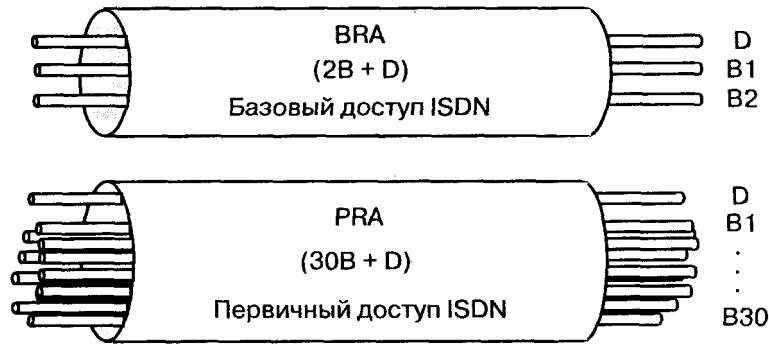 BRA
(2B + D)
Базовый доступ ISDN
D
B1
B2
PRA
(30B + D)
Первичный доступ ISDN
D
B1
.
.
.
B30